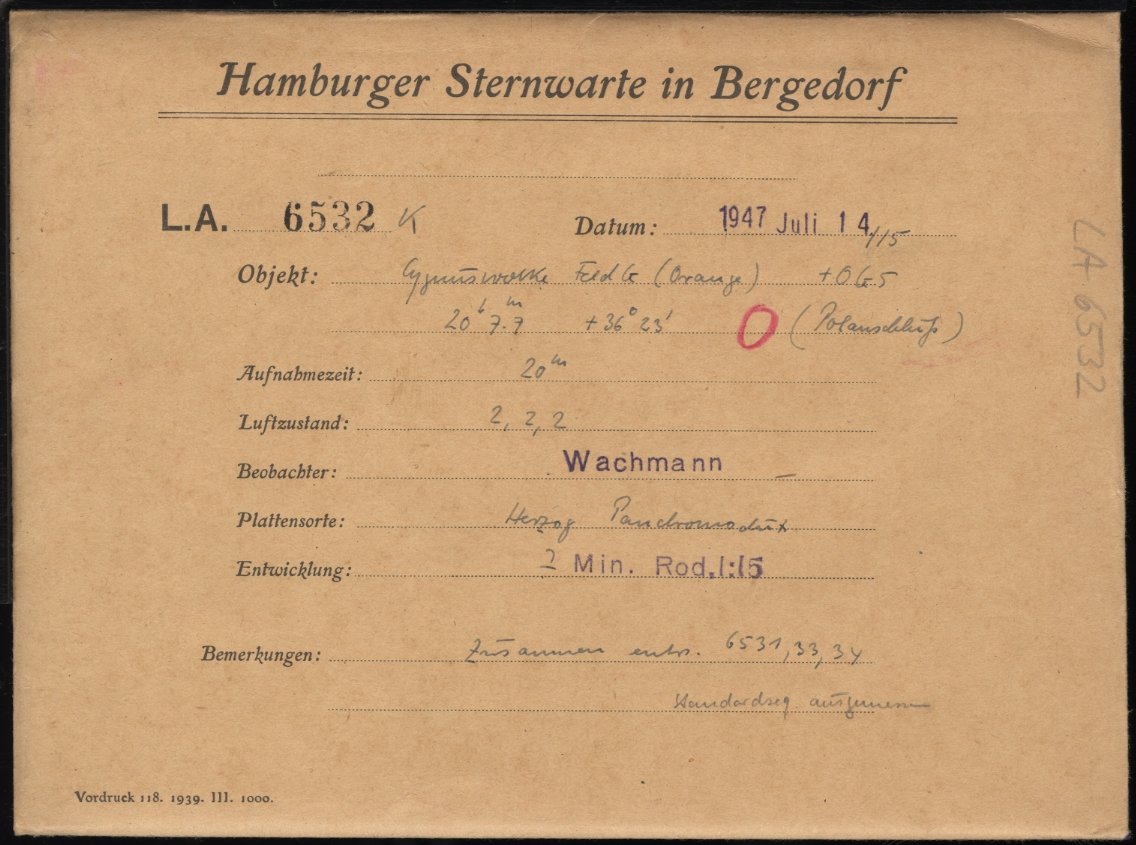 Hamburger Sternwarte in Bergedorf
L.A. 6532 K Datum: 1947 Juli 14/15
Objekt: Cygnuswolke Feld G (Orange) + OG5
20h 7.7m +36° 23' O (Polanschluß)
Aufnahmezeit: 20m
Luftzustand: 2, 2, 2
Beobachter: Wachmann
Plattensorte: Herzog
Entwicklung: 7 Min. Rod. 1:15
Bemerkungen: Zusammen entw. 6531, 33, 34
ausgemessen
Vordruck 118. 1939. III. 1000.
LA 6532